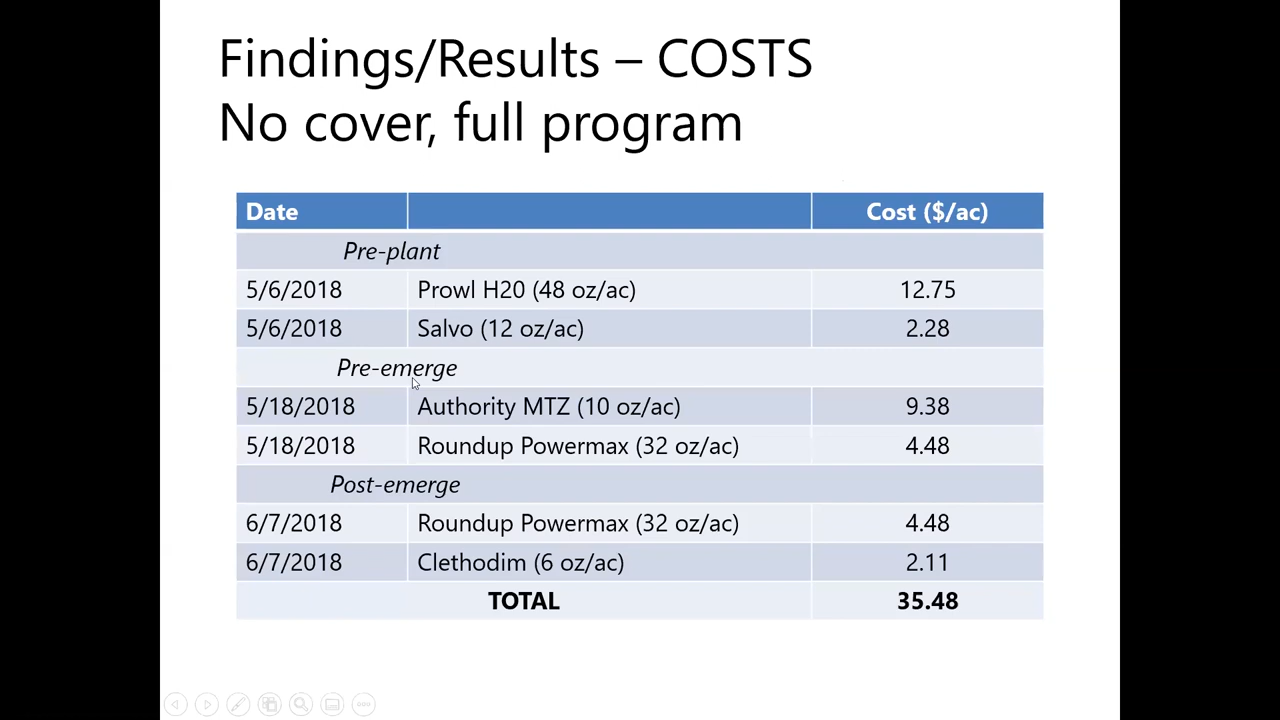 Findings/Results – COSTS
No cover, full program
Date Cost ($/ac)
Pre-plant
5/6/2018 Prowl H20 (48 oz/ac) 12.75
5/6/2018 Salvo (12 oz/ac) 2.28
Pre-emerge
5/18/2018 Authority MTZ (10 oz/ac) 9.38
5/18/2018 Roundup Powermax (32 oz/ac) 4.48
Post-emerge
6/7/2018 Roundup Powermax (32 oz/ac) 4.48
6/7/2018 Clethodim (6 oz/ac) 2.11
TOTAL 35.48